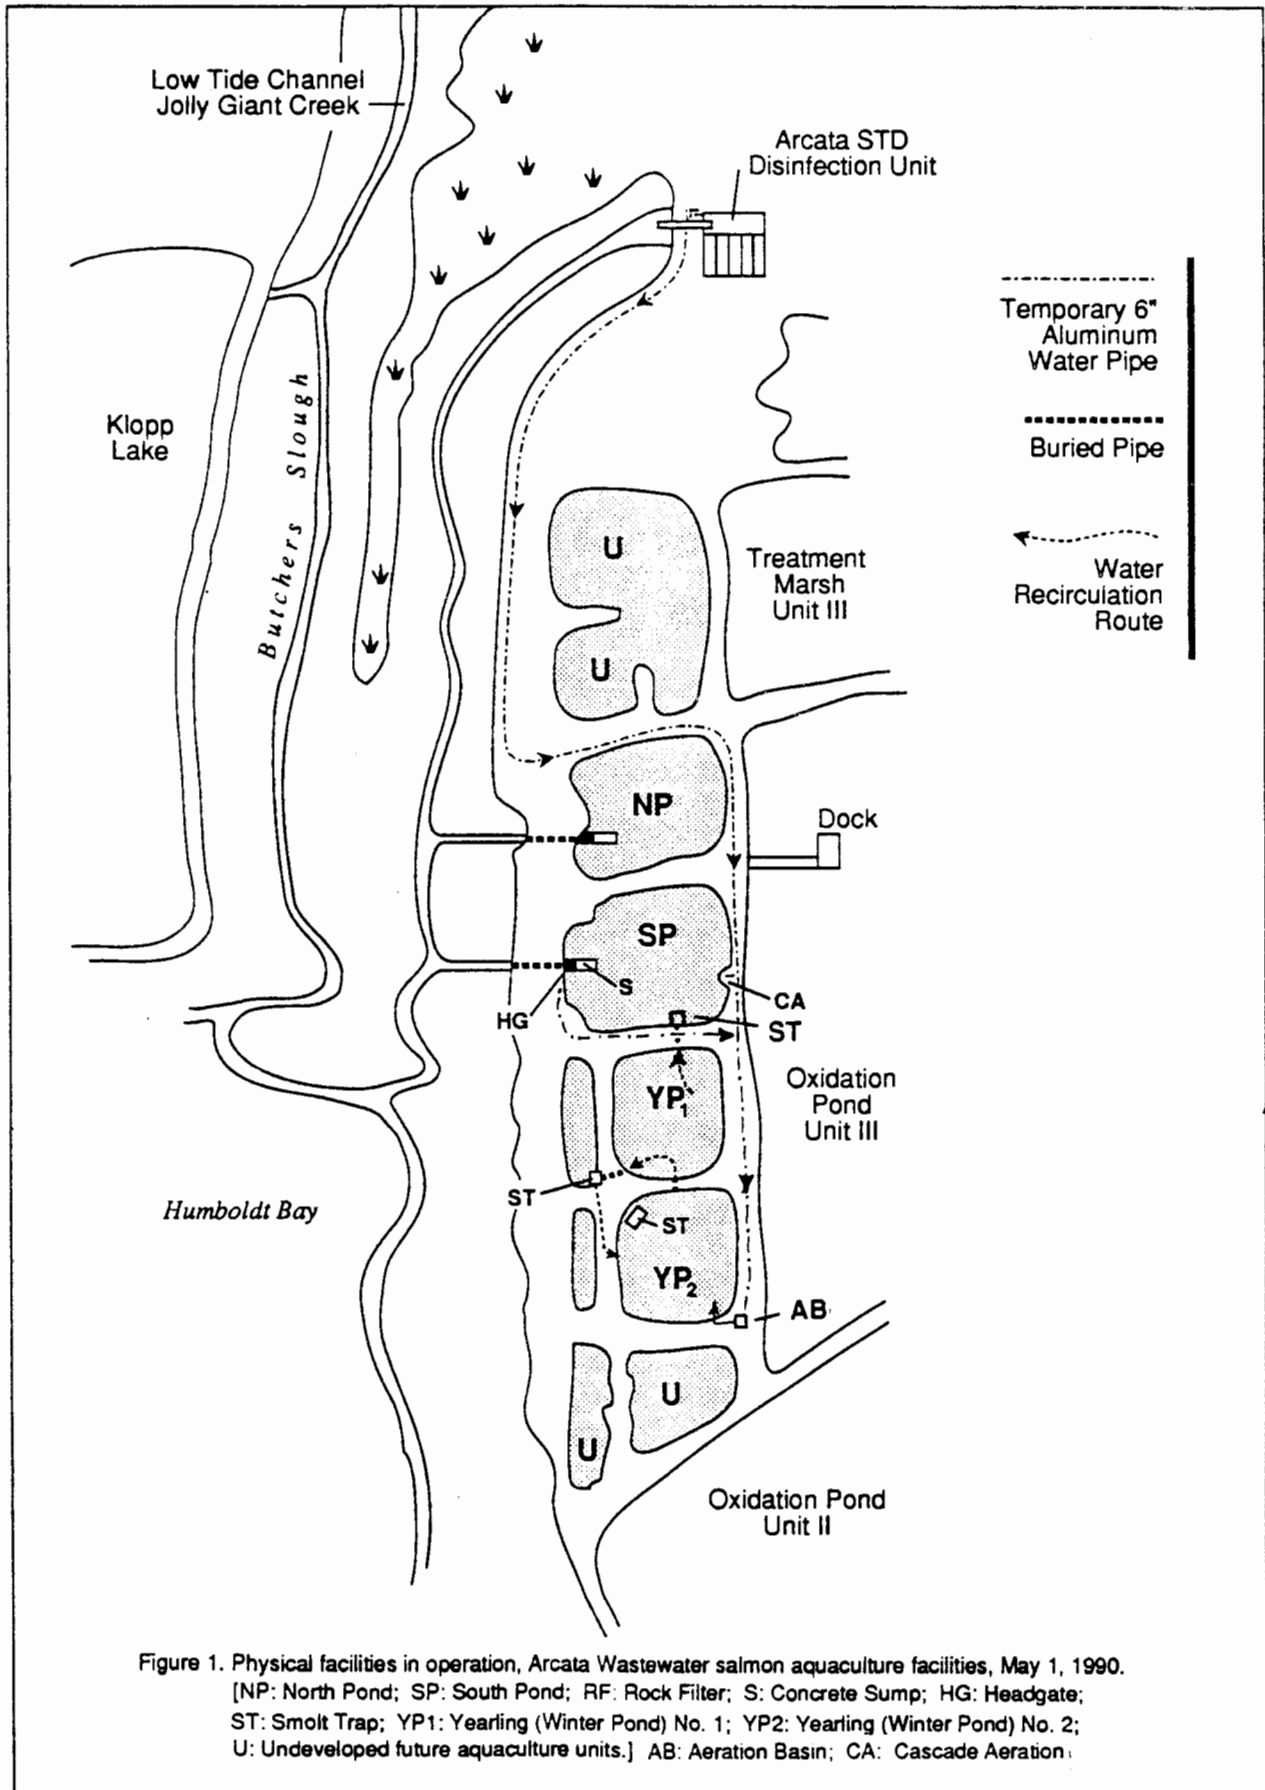 Low Tide Channel
Jolly Giant Creek
Arcata STD
Disinfection Unit
Temporary 6"
Aluminum
Water Pipe
Buried Pipe
Water
Recirculation
Route
Klopp
Lake
Butchers Slough
U
Treatment
Marsh
Unit III
U
NP
Dock
SP
S
CA
HG
ST
YP1
Oxidation
Pond
Unit III
ST
Humboldt Bay
ST
YP2
AB
U
U
Oxidation Pond
Unit II
Figure 1. Physical facilities in operation, Arcata Wastewater salmon aquaculture facilities, May 1, 1990.
[NP: North Pond; SP: South Pond; RF: Rock Filter; S: Concrete Sump; HG: Headgate;
ST: Smolt Trap; YP1: Yearling (Winter Pond) No. 1; YP2: Yearling (Winter Pond) No. 2;
U: Undeveloped future aquaculture units.] AB: Aeration Basin; CA: Cascade Aeration